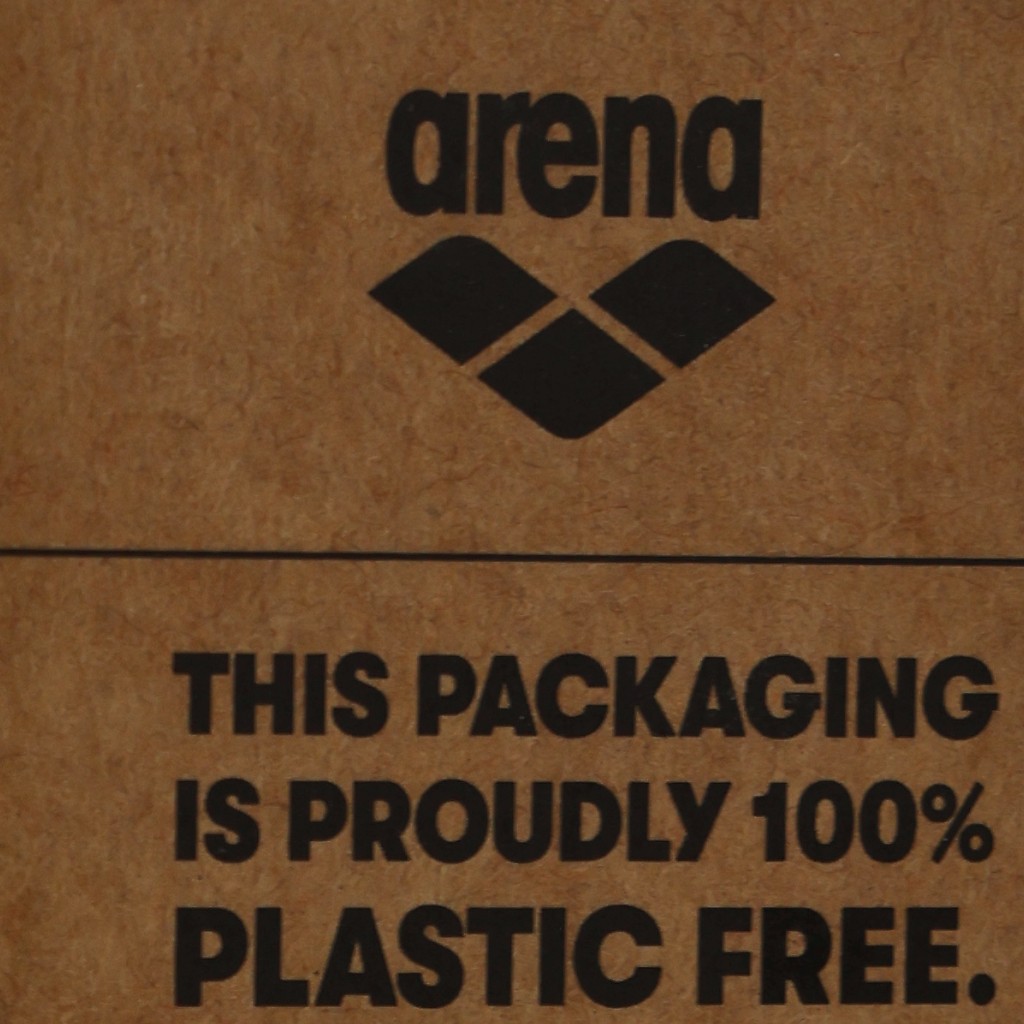 arena
THIS PACKAGING
IS PROUDLY 100%
PLASTIC FREE.